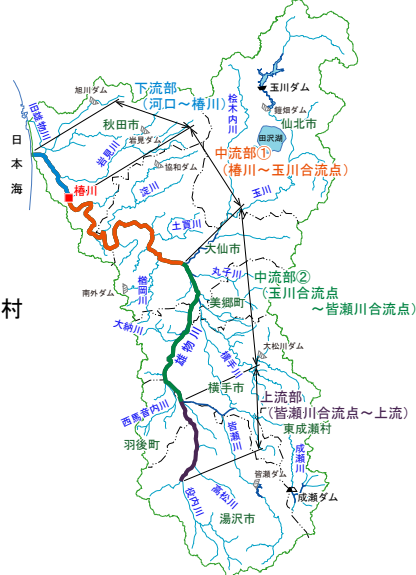 旭川ダム
下流部
(河口～椿川)
旧雄物川
玉川ダム
秋田市
岩見ダム
鎧畑ダム
桧木内川
仙北市
日本海
岩見川
田沢湖
中流部①
(椿川～玉川合流点)
協和ダム
椿川
淀川
玉川
土買川
大仙市
丸子川
中流部②
(玉川合流点
～皆瀬川合流点)
楢岡川
南外ダム
美郷町
村
大納川
雄物川
大松川ダム
横手川
横手市
上流部
(皆瀬川合流点～上流)
西馬音内川
皆瀬川
東成瀬村
羽後町
成瀬川
皆瀬ダム
役内川
高松川
成瀬ダム
湯沢市